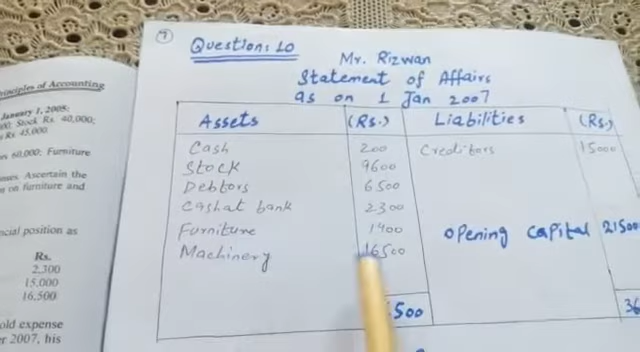 7
Question: 10
Mr. Rizwan
Statement of Affairs
as on 1 Jan 2007
Assets (Rs.) Liabilities (Rs.)
Cash 200 Creditors 15000
Stock 9600
Debtors 6500
Cash at bank 2300
Furniture 1400 Opening Capital 21500
Machinery 16500
500 36
Principles of Accounting
January 1, 2008:
Stock Rs. 40,000;
Rs 45,000
60,000; Furniture
Ascertain the
on furniture and
position as
Rs.
2,300
15,000
16,500
old expense
2007, his